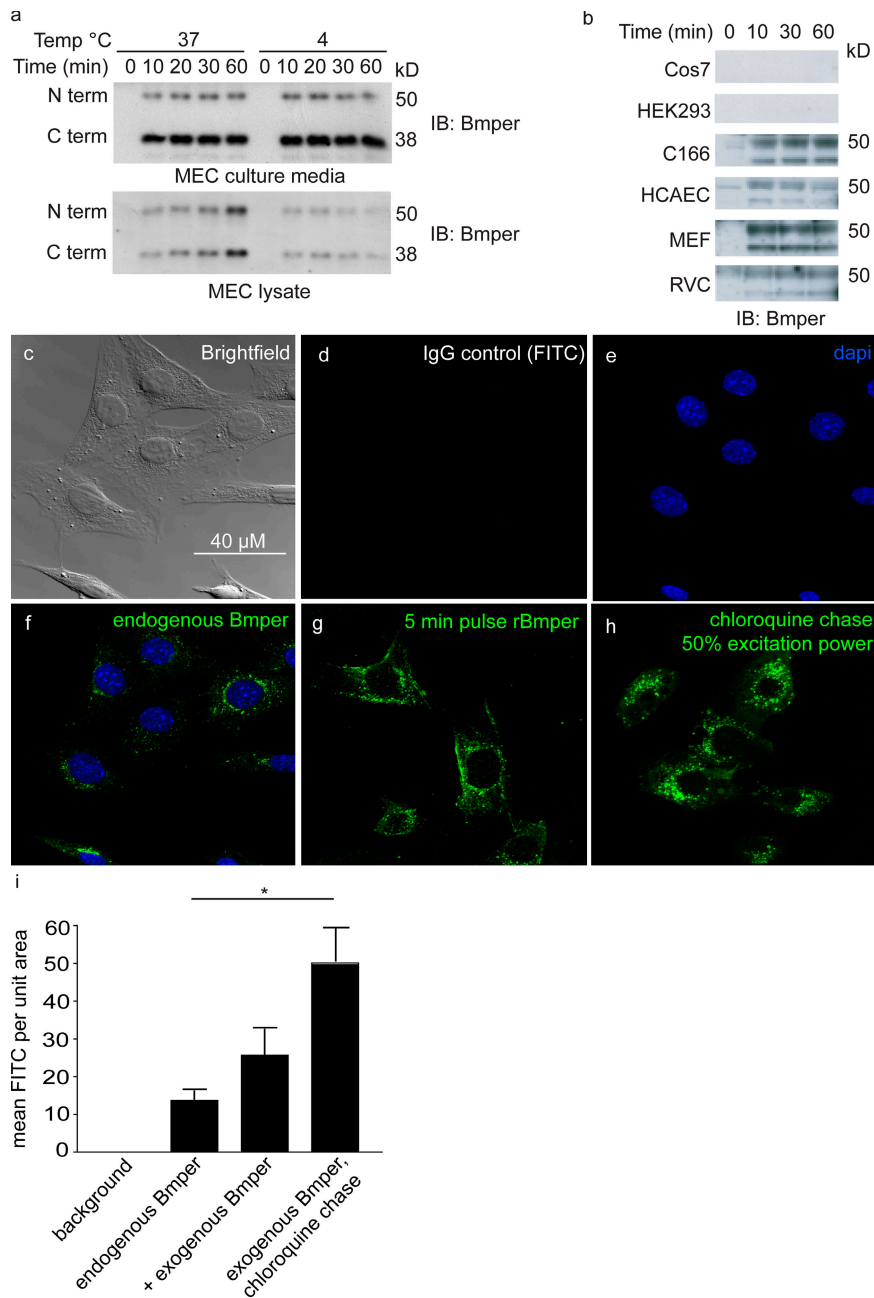 a
Temp °C 37 4
Time (min) 0 10 20 30 60 0 10 20 30 60 kD
N term 50
C term 38
IB: Bmper
MEC culture media
N term 50
C term 38
IB: Bmper
MEC lysate
b
Time (min) 0 10 30 60
kD
Cos7
HEK293
C166 50
HCAEC 50
MEF 50
RVC 50
IB: Bmper
c Brightfield
40 µM
d IgG control (FITC)
e dapi
f endogenous Bmper
g 5 min pulse rBmper
h chloroquine chase
50% excitation power
i
*
mean FITC per unit area
60
50
40
30
20
10
0
background
endogenous Bmper
+ exogenous Bmper
exogenous Bmper,
chloroquine chase